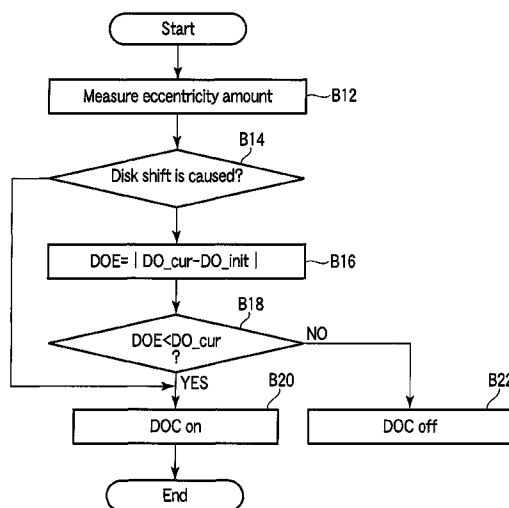 Start
Measure eccentricity amount
B12
B14
Disk shift is caused?
DOE= | DO_cur-DO_init |
B16
B18
DOE<DO_cur
?
NO
YES
B20
B22
DOC on
DOC off
End